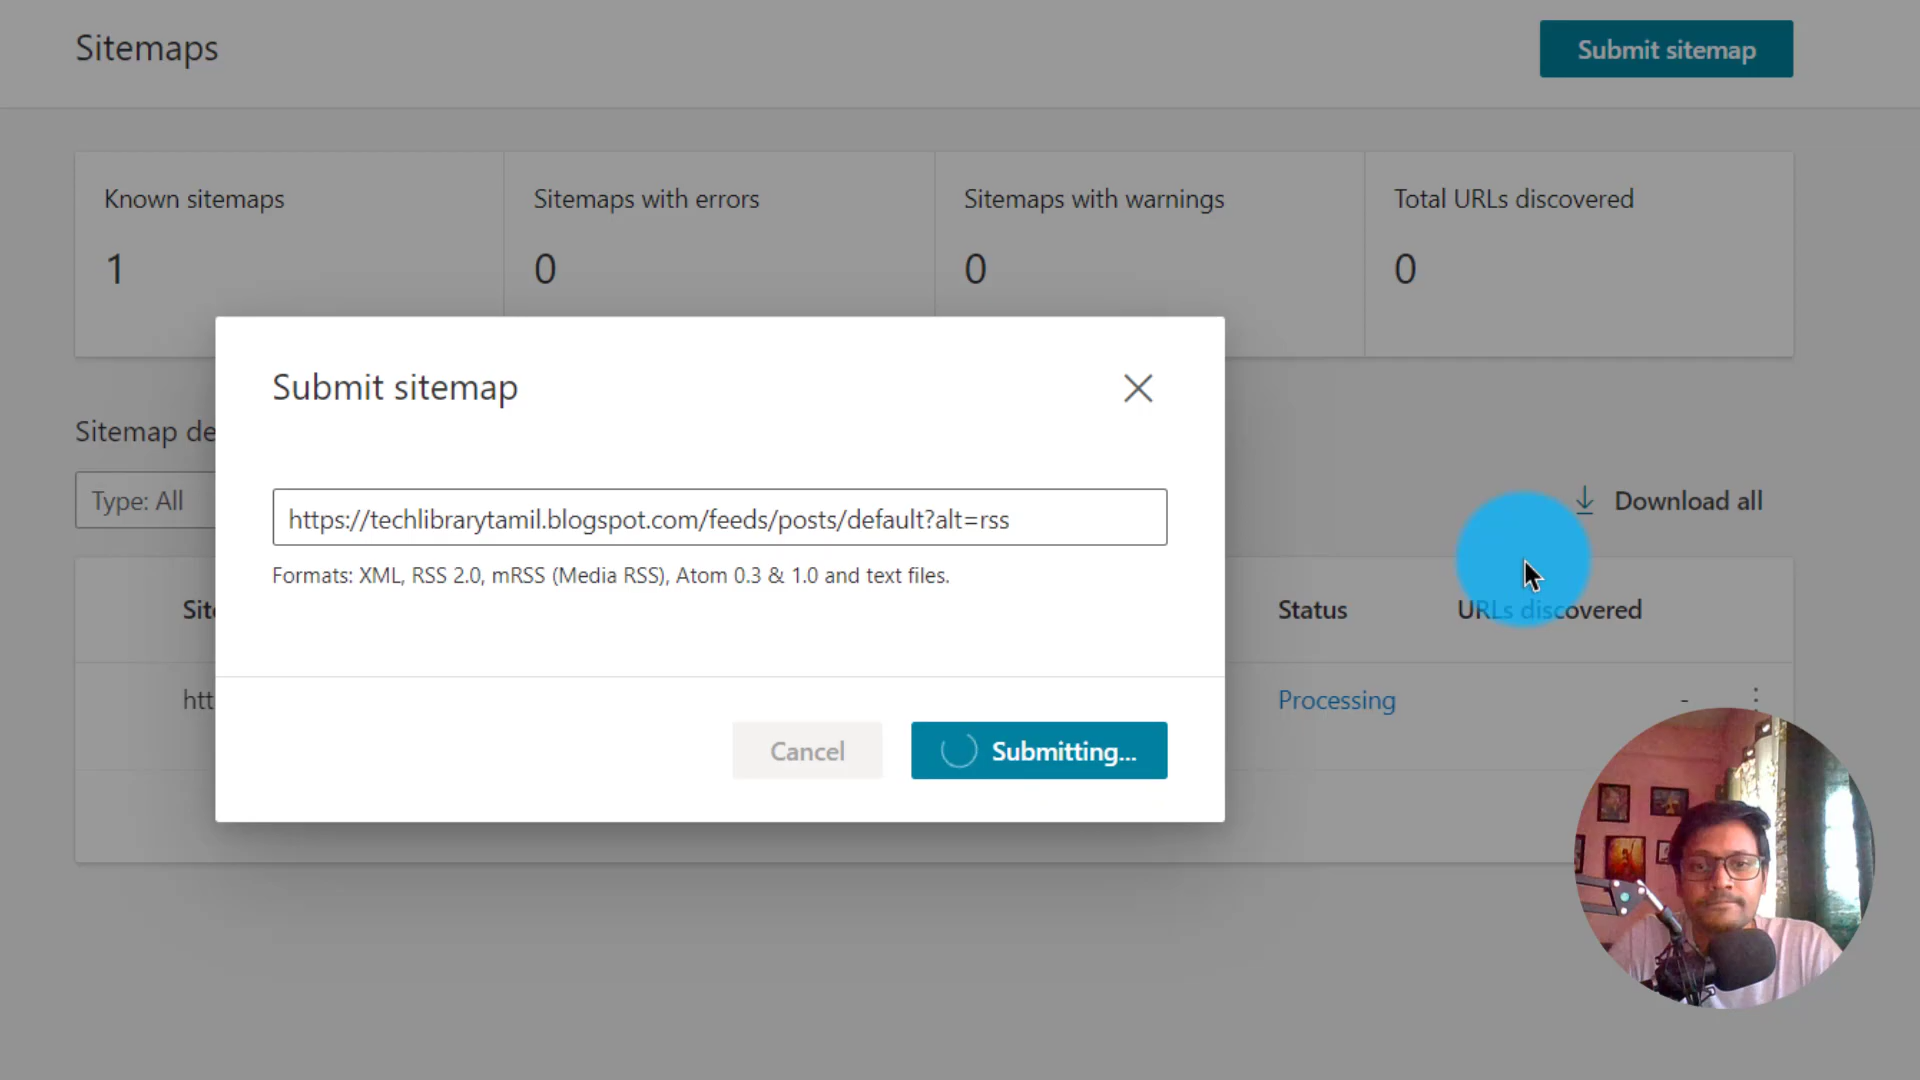 Sitemaps
Submit sitemap
Known sitemaps
Sitemaps with errors
Sitemaps with warnings
Total URLs discovered
1
0
0
0
Submit sitemap
Sitemap de
Type: All
Download all
https://techlibrarytamil.blogspot.com/feeds/posts/default?alt=rss
Formats: XML, RSS 2.0, mRSS (Media RSS), Atom 0.3 & 1.0 and text files.
Site
Status
URLs discovered
htt
Processing
-
Cancel
Submitting...